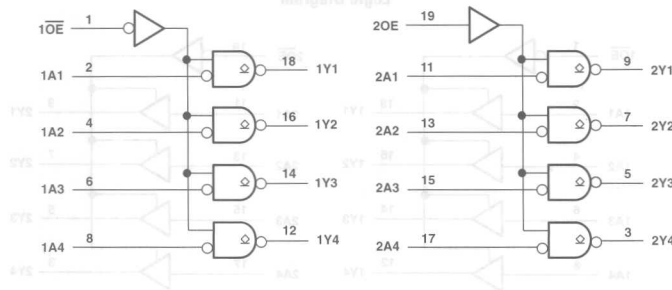 1OE 1
1A1 2 18 1Y1
1A2 4 16 1Y2
1A3 6 14 1Y3
1A4 8 12 1Y4
2OE 19
2A1 11 9 2Y1
2A2 13 7 2Y2
2A3 15 5 2Y3
2A4 17 3 2Y4